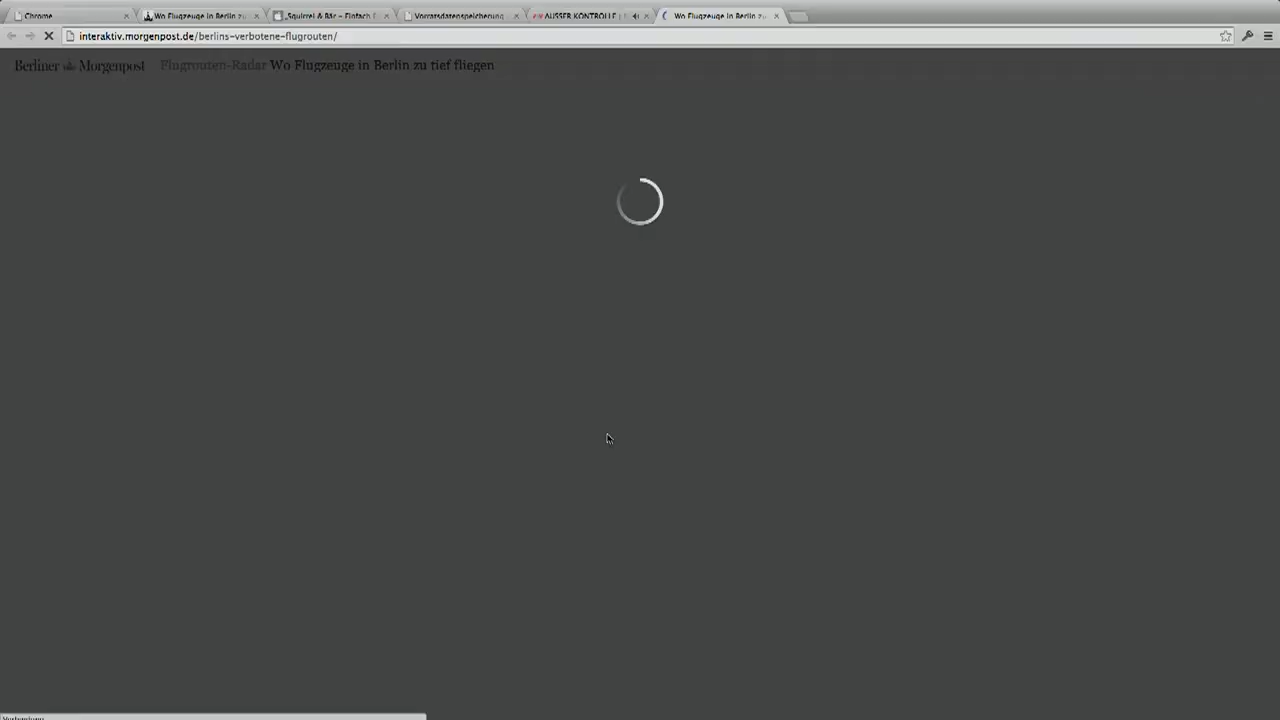 Chrome
Wo Flugzeuge in Berlin zu
„Squirrel & Bär – Einfach E
Vorratsdatenspeicherung
AUSSER KONTROLLE |
Wo Flugzeuge in Berlin zu
interaktiv.morgenpost.de/berlins-verbotene-flugrouten/
Berliner Morgenpost Flugrouten-Radar Wo Flugzeuge in Berlin zu tief fliegen